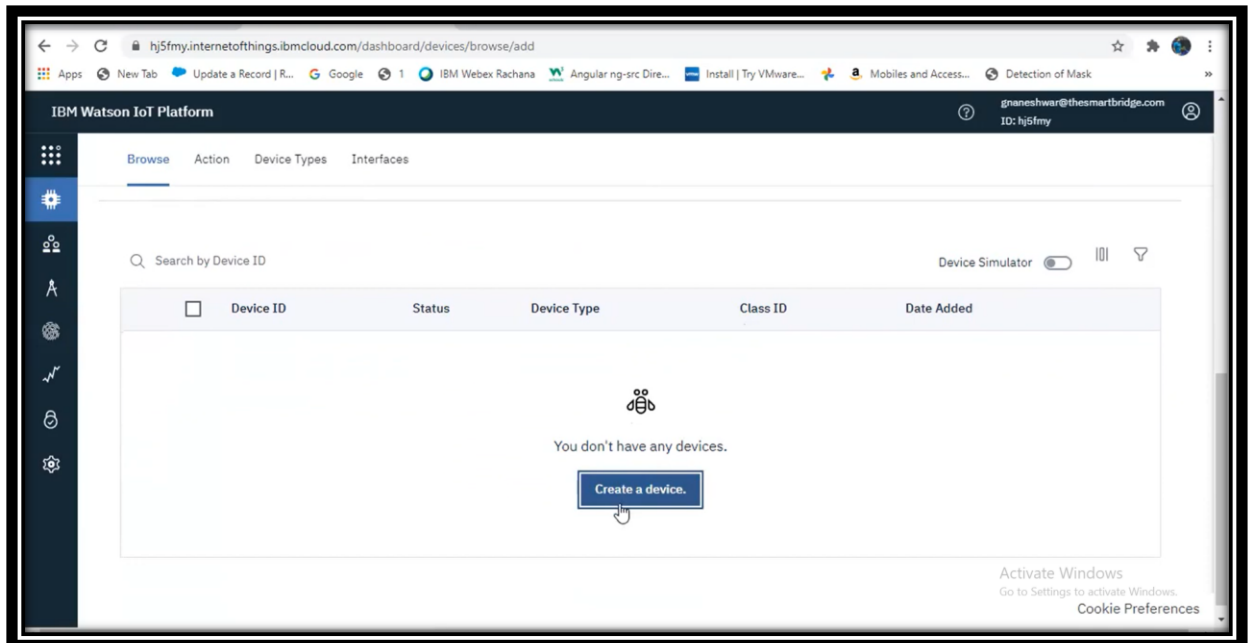 hj5fmy.internetofthings.ibmcloud.com/dashboard/devices/browse/add
Apps New Tab Update a Record | R... Google 1 IBM Webex Rachana Angular ng-src Dire... Install | Try VMware... Mobiles and Access... Detection of Mask »
IBM Watson IoT Platform
gnaneshwar@thesmartbridge.com
ID: hj5fmy
Browse Action Device Types Interfaces
Search by Device ID
Device Simulator
Device ID Status Device Type Class ID Date Added
You don't have any devices.
Create a device.
Activate Windows
Go to Settings to activate Windows.
Cookie Preferences